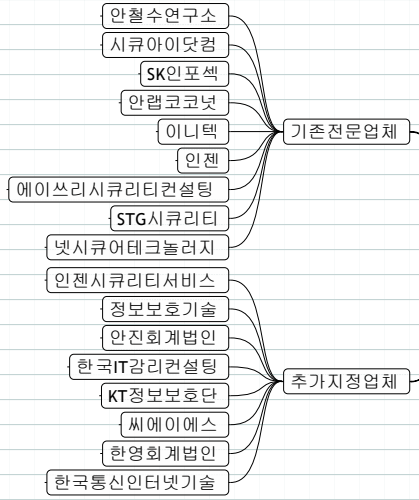 안철수연구소
시큐아이닷컴
SK인포섹
안랩코코넛
이니텍
인젠
에이쓰리시큐리티컨설팅
STG시큐리티
넷시큐어테크놀러지
기존전문업체
인젠시큐리티서비스
정보보호기술
안진회계법인
한국IT감리컨설팅
KT정보보호단
씨에이에스
한영회계법인
한국통신인터넷기술
추가지정업체